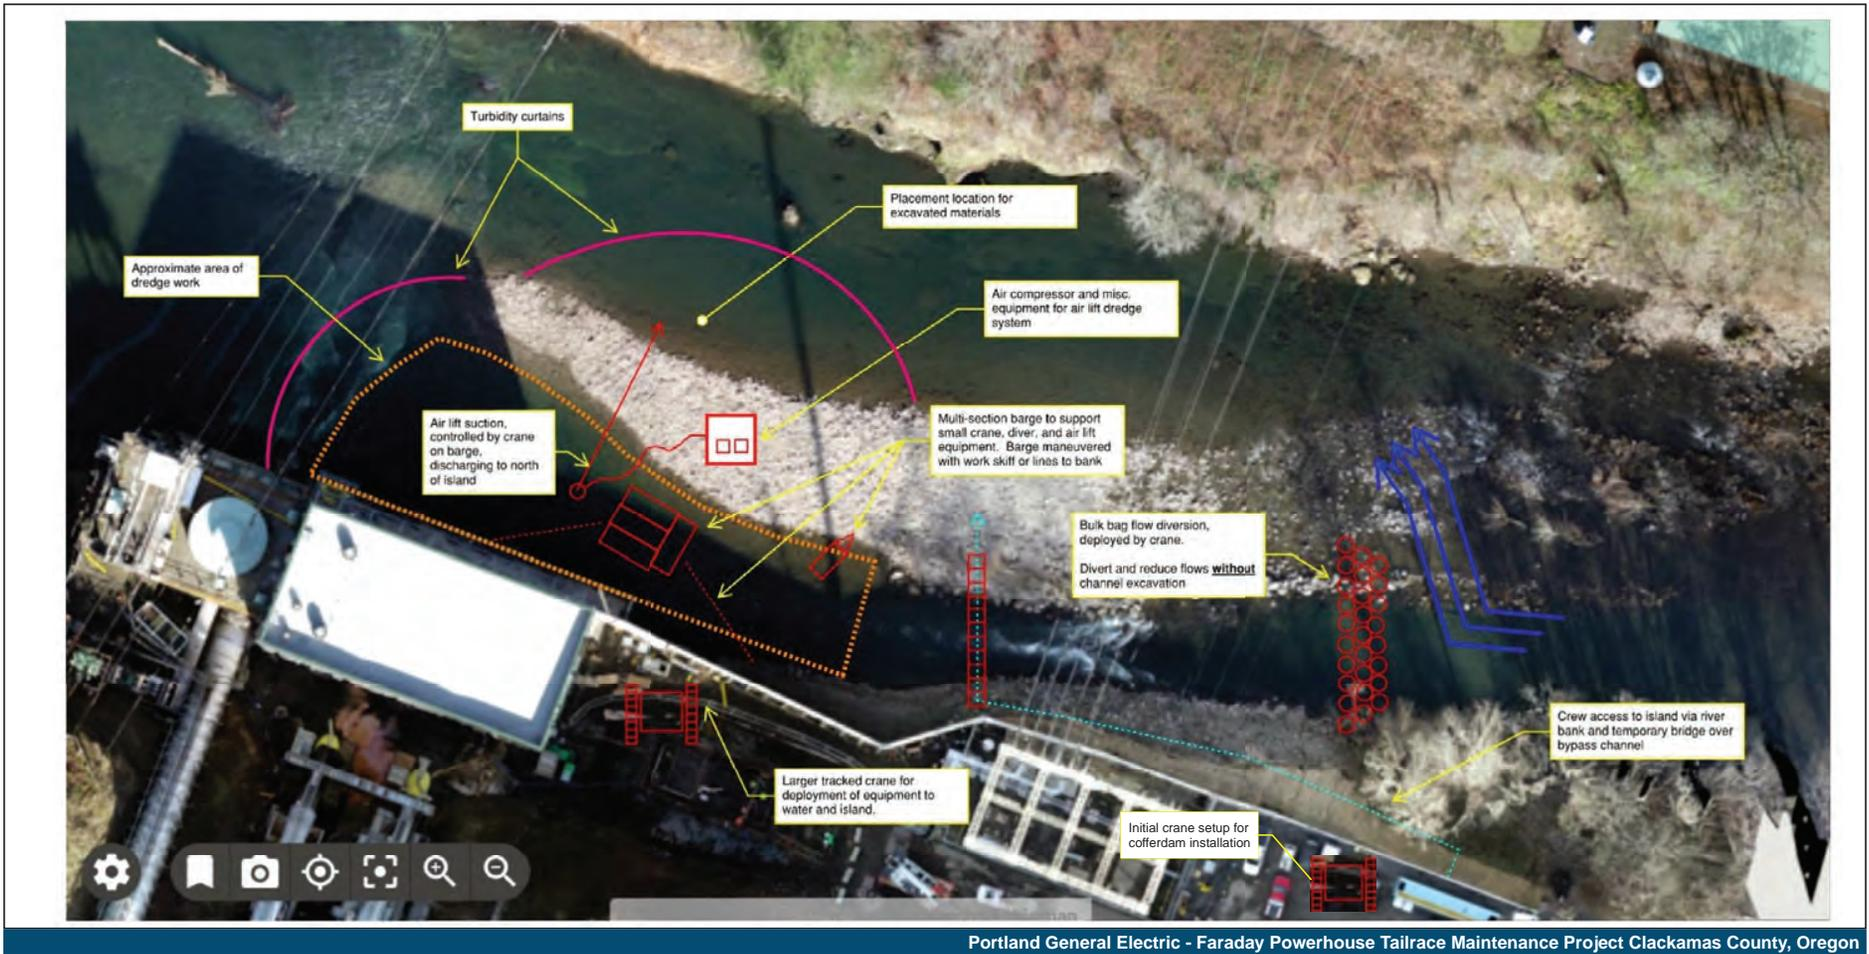 Turbidity curtains
Placement location for
excavated materials
Approximate area of
dredge work
Air compressor and misc.
equipment for air lift dredge
system
Air lift suction,
controlled by crane
on barge,
discharging to north
of island
Multi-section barge to support
small crane, diver, and air lift
equipment. Barge maneuvered
with work skiff or lines to bank
Bulk bag flow diversion,
deployed by crane.
Divert and reduce flows without
channel excavation
Crew access to island via river
bank and temporary bridge over
bypass channel
Larger tracked crane for
deployment of equipment to
water and island.
Initial crane setup for
cofferdam installation
Portland General Electric - Faraday Powerhouse Tailrace Maintenance Project Clackamas County, Oregon